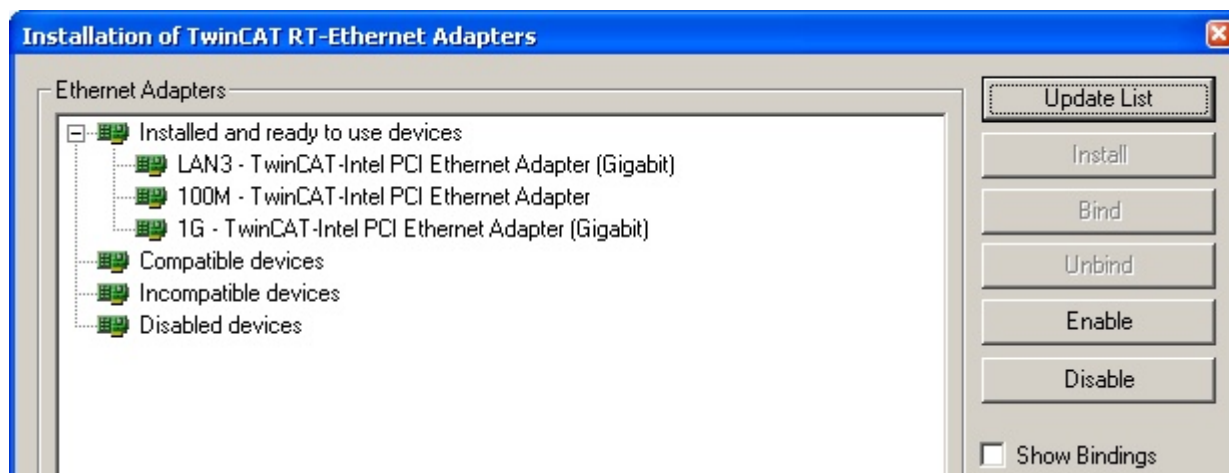 Installation of TwinCAT RT-Ethernet Adapters
Ethernet Adapters
Installed and ready to use devices
LAN3 - TwinCAT-Intel PCI Ethernet Adapter (Gigabit)
100M - TwinCAT-Intel PCI Ethernet Adapter
1G - TwinCAT-Intel PCI Ethernet Adapter (Gigabit)
Compatible devices
Incompatible devices
Disabled devices
Update List
Install
Bind
Unbind
Enable
Disable
Show Bindings